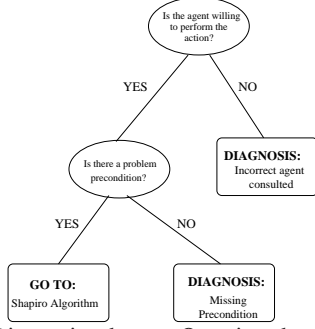 Is the agent willing
to perform the
action?
YES
NO
Is there a problem
precondition?
DIAGNOSIS:
Incorrect agent
consulted
YES
NO
GO TO:
Shapiro Algorithm
DIAGNOSIS:
Missing
Precondition